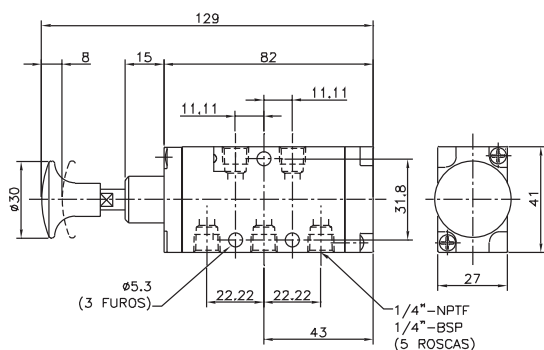 129
8
15
82
11.11
11.11
ø30
31.8
41
27
ø5.3
(3 FUROS)
22.22
22.22
1/4"-NPTF
1/4"-BSP
(5 ROSCAS)
43